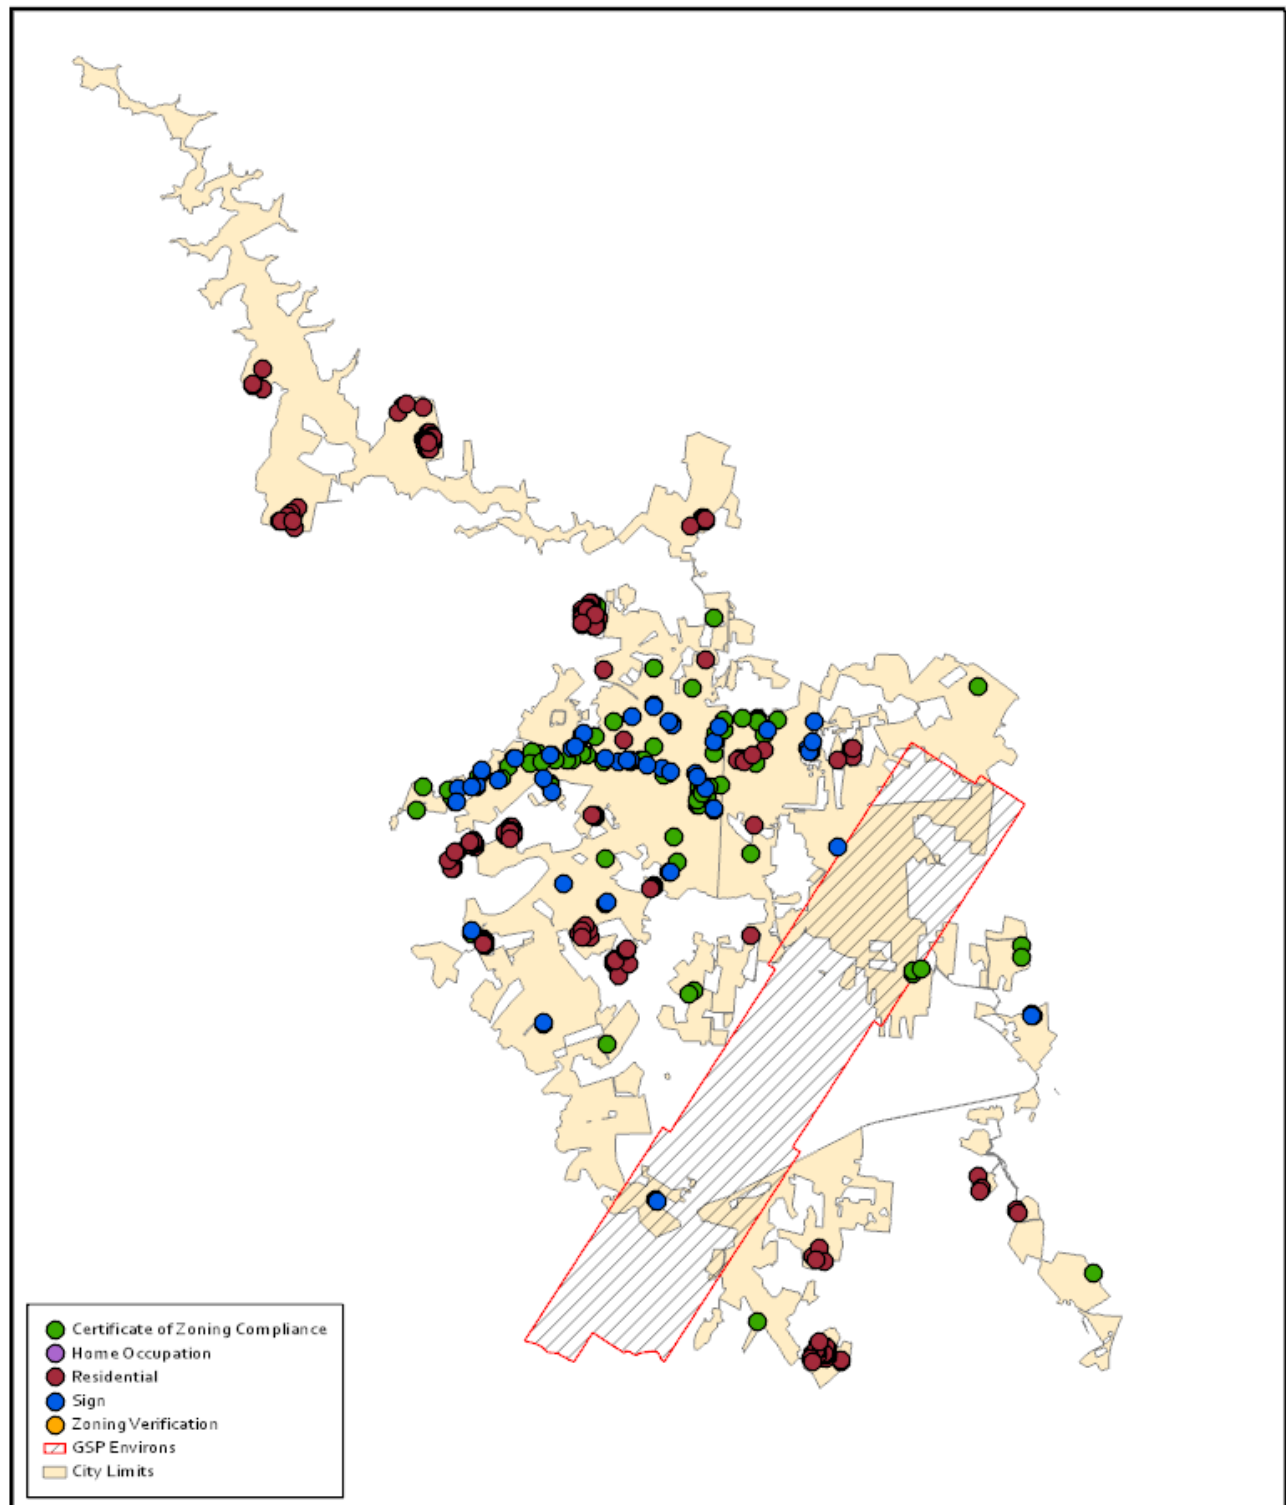 Certificate of Zoning Compliance
Home Occupation
Residential
Sign
Zoning Verification
GSP Environs
City Limits